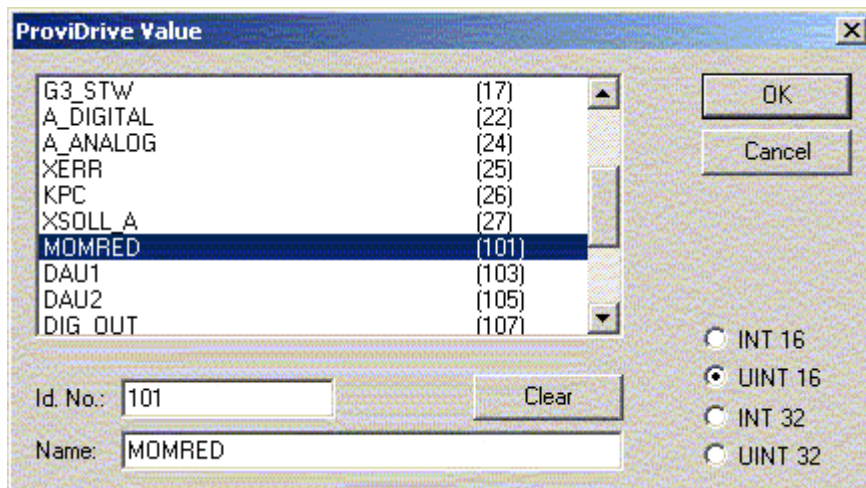 ProviDrive Value
G3_STW (17)
A_DIGITAL (22)
A_ANALOG (24)
XERR (25)
KPC (26)
XSOLL_A (27)
MOMRED (101)
DAU1 (103)
DAU2 (105)
DIG_OUT (107)
OK
Cancel
INT 16
UINT 16
INT 32
UINT 32
Id. No.: 101 Clear
Name: MOMRED